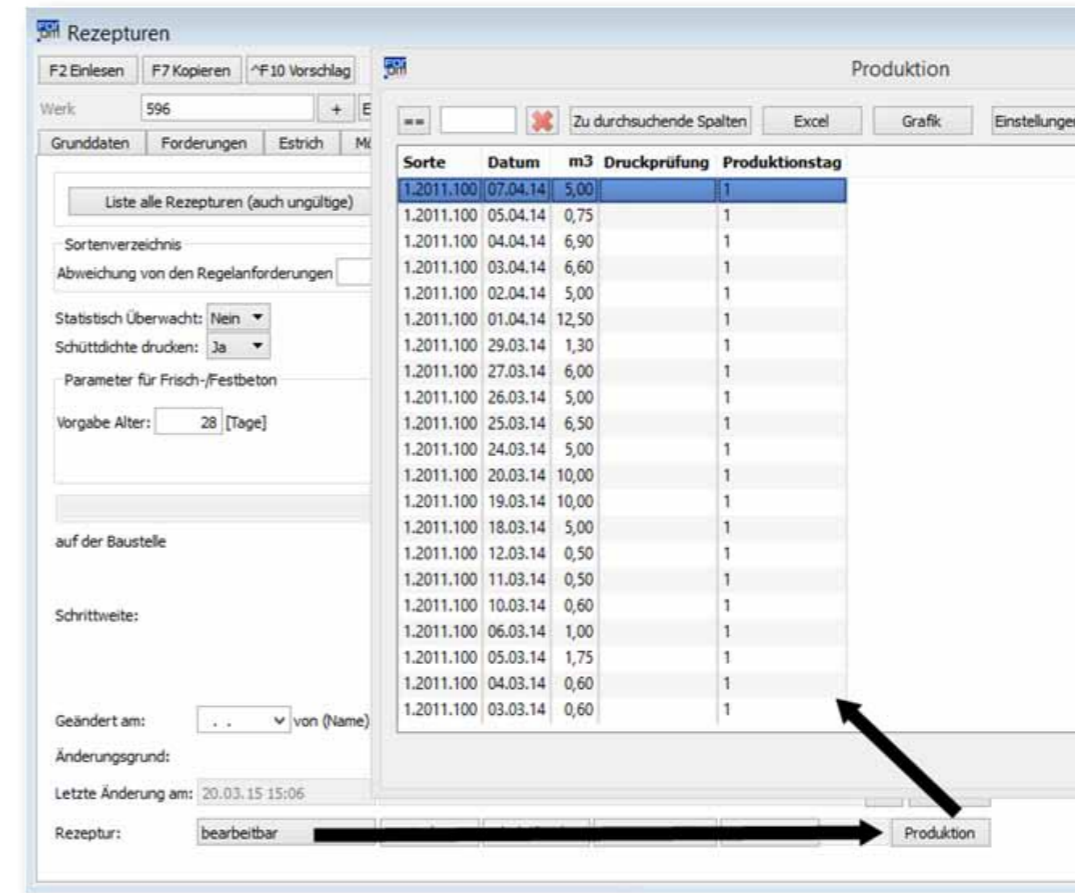 Rezepturen
F2 Einlesen F7 Kopieren ^F10 Vorschlag
Werk 596 + E
Grunddaten Forderungen Estrich
Liste alle Rezepturen (auch ungültige)
Sortenverzeichnis
Abweichung von den Regelanforderungen
Statistisch Überwacht: Nein
Schüttdichte drucken: Ja
Parameter für Frisch-/Festbeton
Vorgabe Alter: 28 [Tage]
auf der Baustelle
Schrittweite:
Geändert am: . . von (Name)
Änderungsgrund:
Letzte Änderung am: 20.03.15 15:06
Rezeptur: bearbeitbar Produktion
Produktion
== Zu durchsuchende Spalten Excel Grafik Einstellungen
Sorte Datum m3 Druckprüfung Produktionstag
1.2011.100 07.04.14 5,00 1
1.2011.100 05.04.14 0,75 1
1.2011.100 04.04.14 6,90 1
1.2011.100 03.04.14 6,60 1
1.2011.100 02.04.14 5,00 1
1.2011.100 01.04.14 12,50 1
1.2011.100 29.03.14 1,30 1
1.2011.100 27.03.14 6,00 1
1.2011.100 26.03.14 5,00 1
1.2011.100 25.03.14 6,50 1
1.2011.100 24.03.14 5,00 1
1.2011.100 20.03.14 10,00 1
1.2011.100 19.03.14 10,00 1
1.2011.100 18.03.14 5,00 1
1.2011.100 12.03.14 0,50 1
1.2011.100 11.03.14 0,50 1
1.2011.100 10.03.14 0,60 1
1.2011.100 06.03.14 1,00 1
1.2011.100 05.03.14 1,75 1
1.2011.100 04.03.14 0,60 1
1.2011.100 03.03.14 0,60 1